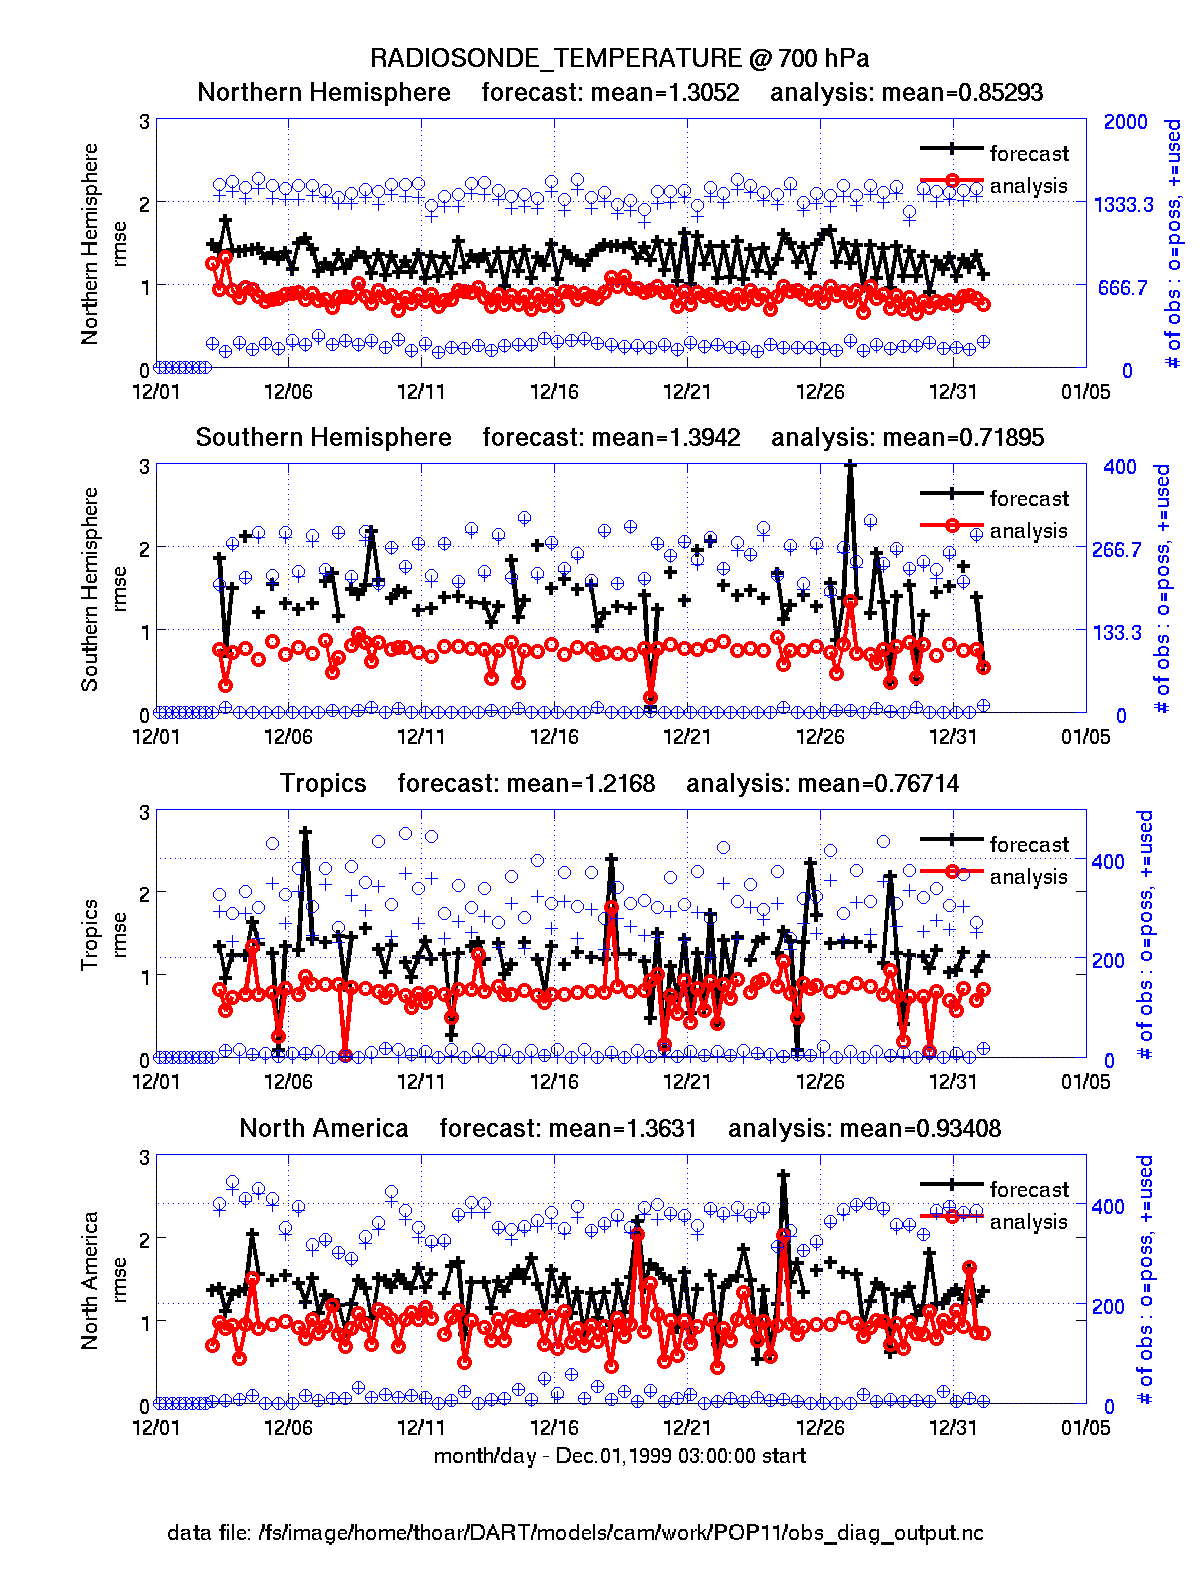 RADIOSONDE_TEMPERATURE @ 700 hPa
Northern Hemisphere forecast: mean=1.3052 analysis: mean=0.85293
Northern Hemisphere
rmse
3
2
1
0
forecast
analysis
2000
1333.3
666.7
0
# of obs : o=poss, +=used
12/01 12/06 12/11 12/16 12/21 12/26 12/31 01/05
Southern Hemisphere forecast: mean=1.3942 analysis: mean=0.71895
Southern Hemisphere
rmse
3
2
1
0
forecast
analysis
400
266.7
133.3
0
# of obs : o=poss, +=used
12/01 12/06 12/11 12/16 12/21 12/26 12/31 01/05
Tropics forecast: mean=1.2168 analysis: mean=0.76714
Tropics
rmse
3
2
1
0
forecast
analysis
400
200
0
# of obs : o=poss, +=used
12/01 12/06 12/11 12/16 12/21 12/26 12/31 01/05
North America forecast: mean=1.3631 analysis: mean=0.93408
North America
rmse
3
2
1
0
forecast
analysis
400
200
0
# of obs : o=poss, +=used
12/01 12/06 12/11 12/16 12/21 12/26 12/31 01/05
month/day - Dec.01,1999 03:00:00 start
data file: /fs/image/home/thoar/DART/models/cam/work/POP11/obs_diag_output.nc